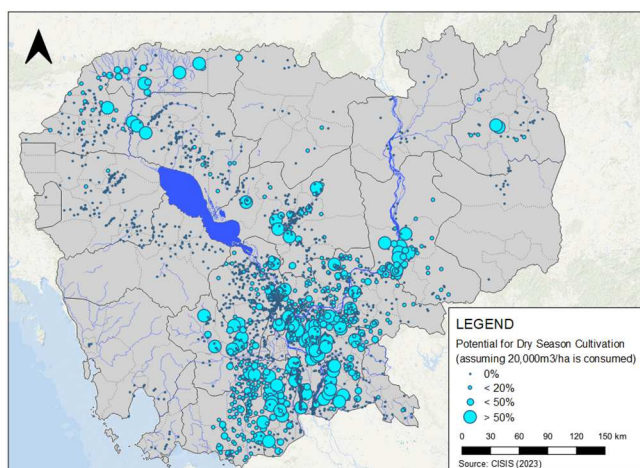 LEGEND
Potential for Dry Season Cultivation
(assuming 20,000m3/ha is consumed)
0%
< 20%
< 50%
> 50%
0 30 60 90 120 150 km
Source: CISIS (2023)